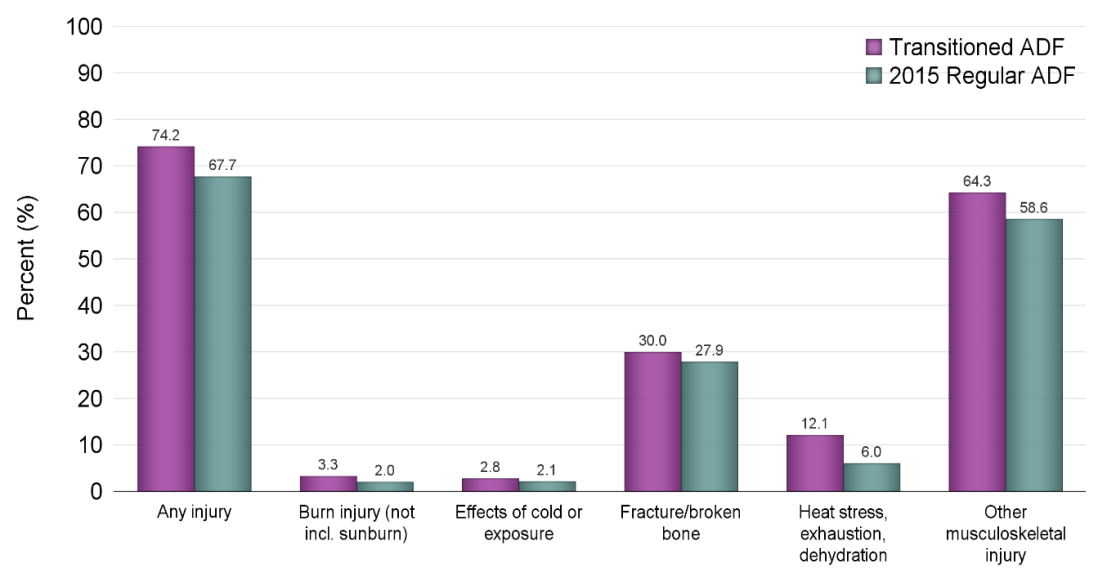 100
90
80
70
60
50
40
30
20
10
0
Percent (%)
Transitioned ADF
2015 Regular ADF
74.2
67.7
3.3
2.0
2.8
2.1
30.0
27.9
12.1
6.0
64.3
58.6
Any injury
Burn injury (not
incl. sunburn)
Effects of cold or
exposure
Fracture/broken
bone
Heat stress,
exhaustion,
dehydration
Other
musculoskeletal
injury